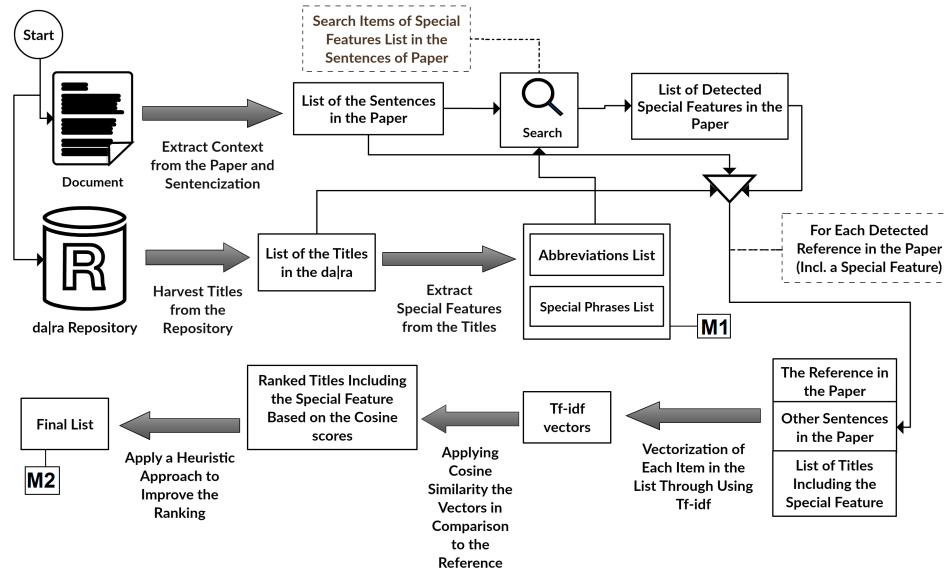 Start
Search Items of Special
Features List in the
Sentences of Paper
List of the Sentences
in the Paper
Search
List of Detected
Special Features in the
Paper
Extract Context
from the Paper and
Sentencization
Document
R
da|ra Repository
Harvest Titles
from the
Repository
List of the Titles
in the da|ra
Extract
Special Features
from the Titles
Abbreviations List
Special Phrases List
M1
For Each Detected
Reference in the Paper
(Incl. a Special Feature)
The Reference in
the Paper
Other Sentences
in the Paper
List of Titles
Including the
Special Feature
Vectorization of
Each Item in the
List Through Using
Tf-idf
Tf-idf
vectors
Applying
Cosine
Similarity the
Vectors in
Comparison
to the
Reference
Ranked Titles Including
the Special Feature
Based on the Cosine
scores
Apply a Heuristic
Approach to
Improve the
Ranking
Final List
M2